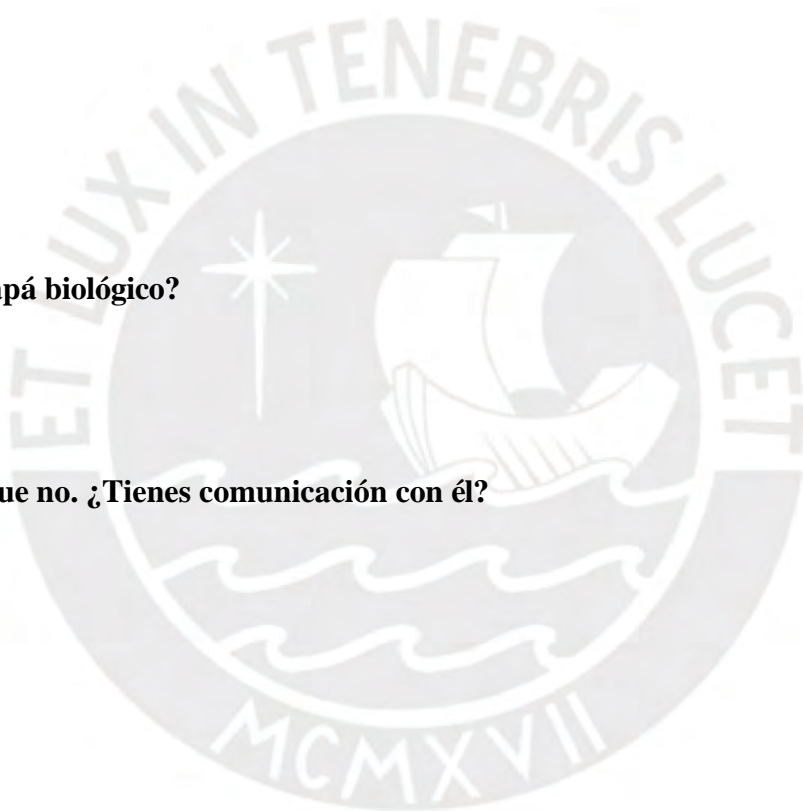 ET LUX IN TENEBRIS LUCET
pá biológico?
ue no. ¿Tienes comunicación con él?
MCMXVII